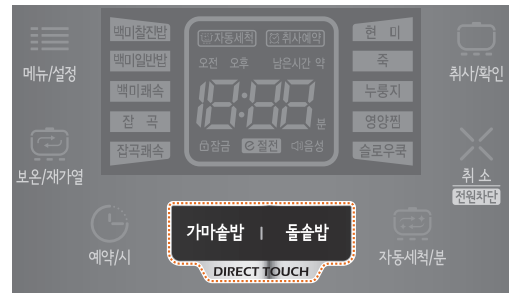 백미찰진밥
백미일반밥
백미쾌속
잡 곡
잡곡쾌속
자동세척 취사예약
오전 오후 남은시간 약
18:88 분
잠금 절전 음성
현 미
죽
누룽지
영양찜
슬로우쿡
메뉴/설정
보온/재가열
예약/시
취사/확인
취 소
전원차단
자동세척/분
가마솥밥 | 돌솥밥
DIRECT TOUCH